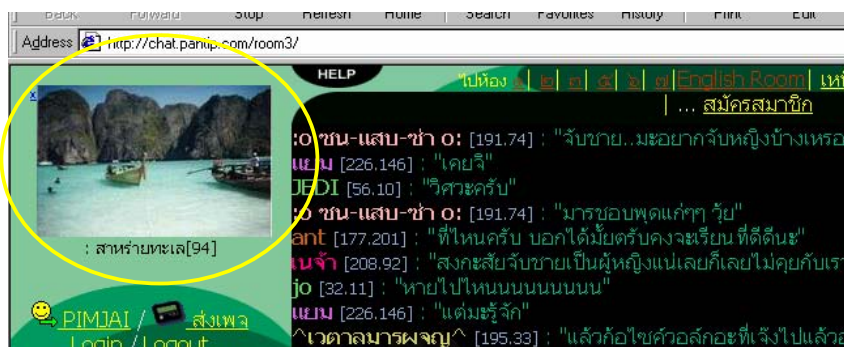 Back Forward Stop Refresh Home Search Favorites History Print Edit
Address http://chat.pantip.com/room3/
HELP
ไปห้อง ๑| ๒| ๓| ๕| ๖| ๗|English Room|
| ... สมัครสมาชิก
:o ซน-แสบ-ซ่า o: [191.74] : "จับชาย..มะอยากจับหญิงบ้างเหรอ
แยม [226.146] : "เคยจิ"
JEDI [56.10] : "วิศวะครับ"
:o ซน-แสบ-ซ่า o: [191.74] : "มารชอบพุดแก่ๆๆ วุ้ย"
ant [177.201] : "ที่ไหนครับ บอกได้มั้ยตรับคงจะเรียนที่ดีดีนะ"
เนจ้า [208.92] : "สงกะสัยจับชายเป็นผู้หญิงแน่เลยก็เลยไม่คุยกับเรา
jo [32.11] : "หายไปไหนนนนนนนนน"
แยม [226.146] : "แต่มะรู้จัก"
^เวตาลมารผจญ^ [195.33] : "แล้วก้อไซค์วอล์กอะที่เจ๊งไปแล้วอ
x
: สาหร่ายทะเล[94]
PIMJAI / ส่งเพจ
Login / Logout